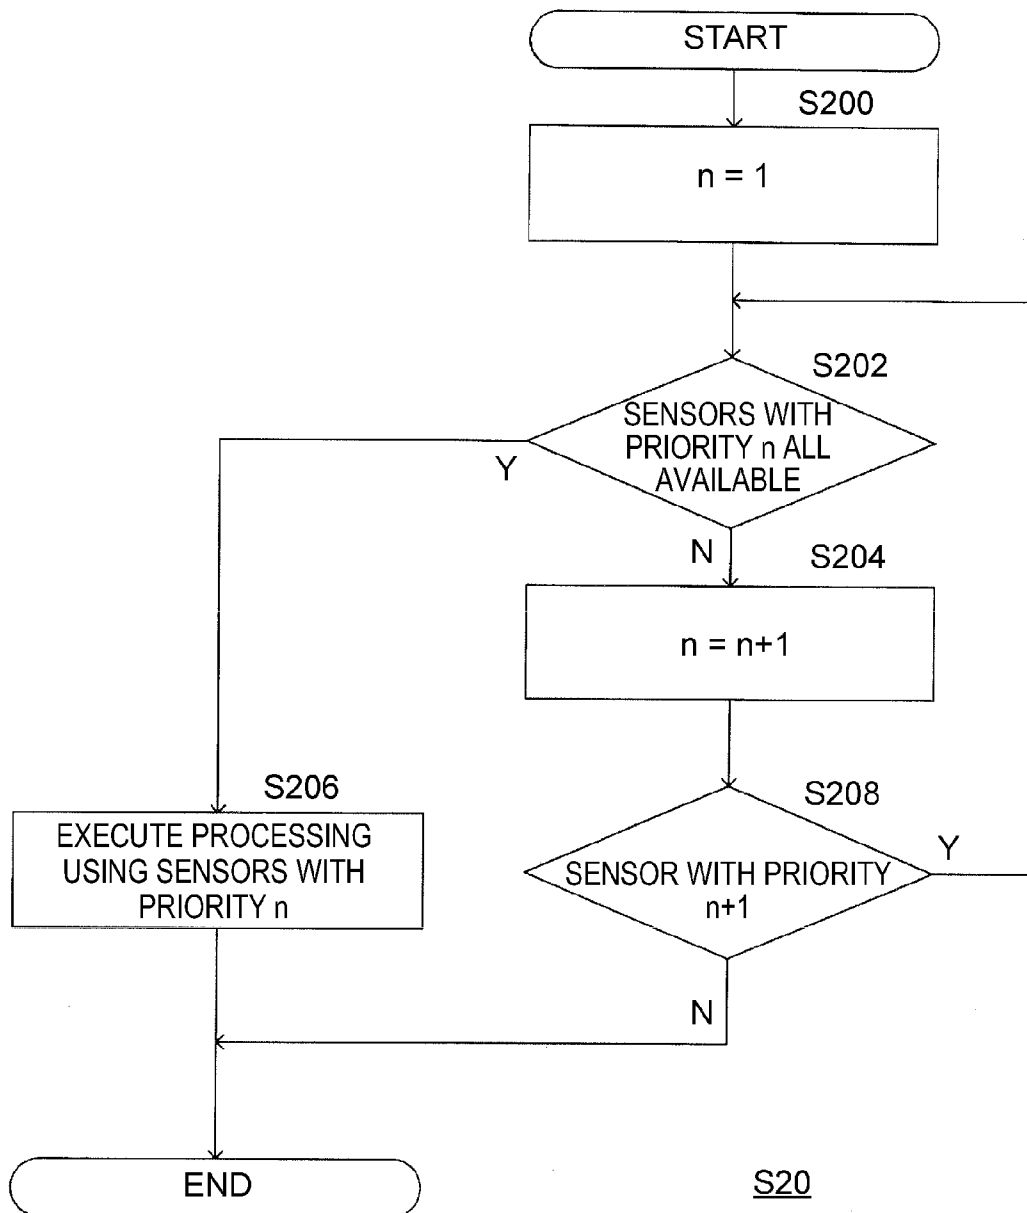 START
S200
n = 1
S202
SENSORS WITH
PRIORITY n ALL
AVAILABLE
Y
N
S204
n = n+1
S206
EXECUTE PROCESSING
USING SENSORS WITH
PRIORITY n
S208
SENSOR WITH PRIORITY
n+1
Y
N
END
S20